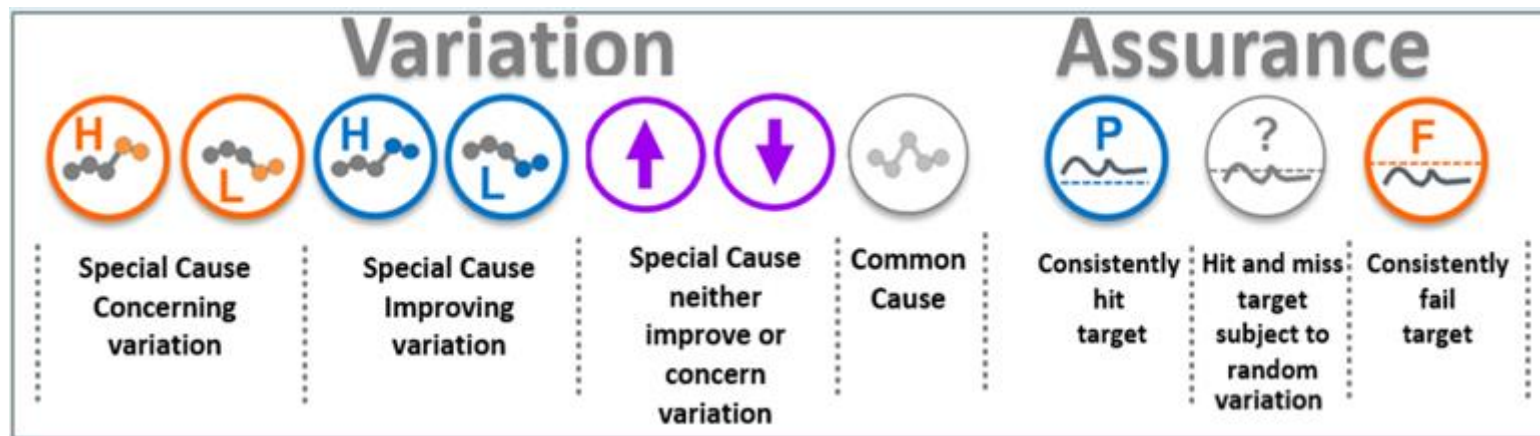 Variation
Assurance
H
L
H
L
P
?
F
Special Cause
Concerning
variation
Special Cause
Improving
variation
Special Cause
neither
improve or
concern
variation
Common
Cause
Consistently
hit
target
Hit and miss
target
subject to
random
variation
Consistently
fail
target